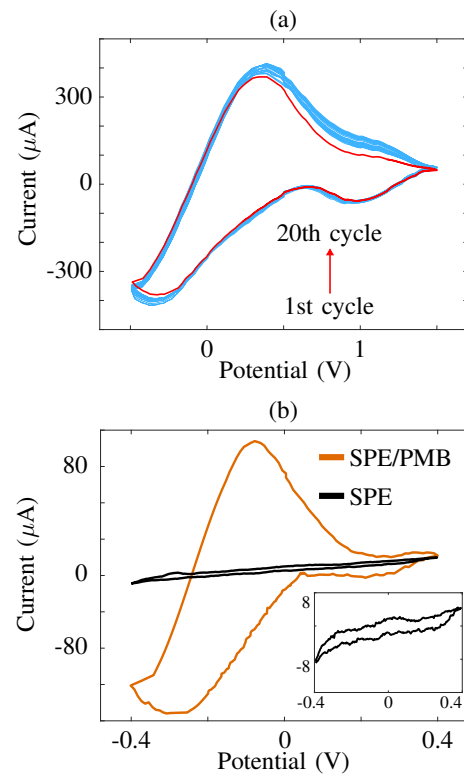 (a)
Current (μA)
300
0
-300
20th cycle
1st cycle
0
1
Potential (V)
(b)
Current (μA)
80
0
-80
SPE/PMB
SPE
8
-8
-0.4
0
0.4
-0.4
0
0.4
Potential (V)